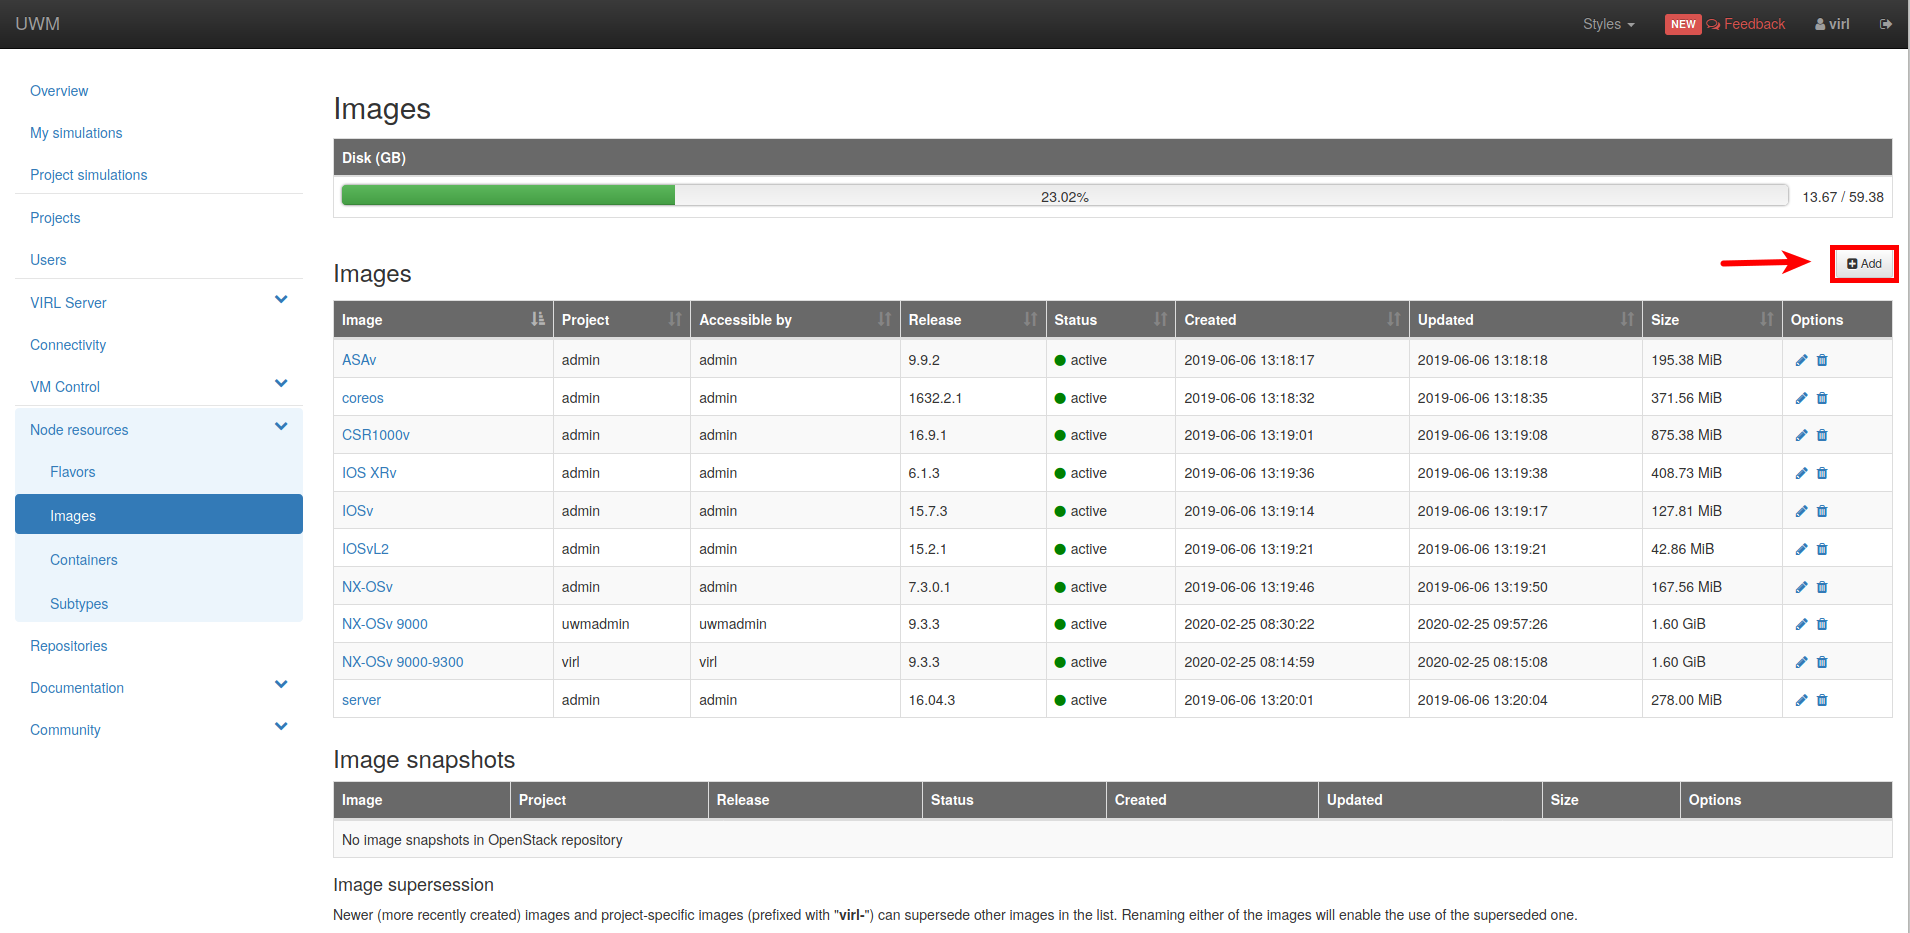 UWM
Styles NEW Feedback virl
Overview
My simulations
Project simulations
Projects
Users
VIRL Server
Connectivity
VM Control
Node resources
Flavors
Images
Containers
Subtypes
Repositories
Documentation
Community
Images
Disk (GB)
23.02% 13.67 / 59.38
Images
Add
Image Project Accessible by Release Status Created Updated Size Options
ASAv admin admin 9.9.2 active 2019-06-06 13:18:17 2019-06-06 13:18:18 195.38 MiB
coreos admin admin 1632.2.1 active 2019-06-06 13:18:32 2019-06-06 13:18:35 371.56 MiB
CSR1000v admin admin 16.9.1 active 2019-06-06 13:19:01 2019-06-06 13:19:08 875.38 MiB
IOS XRv admin admin 6.1.3 active 2019-06-06 13:19:36 2019-06-06 13:19:38 408.73 MiB
IOSv admin admin 15.7.3 active 2019-06-06 13:19:14 2019-06-06 13:19:17 127.81 MiB
IOSvL2 admin admin 15.2.1 active 2019-06-06 13:19:21 2019-06-06 13:19:21 42.86 MiB
NX-OSv admin admin 7.3.0.1 active 2019-06-06 13:19:46 2019-06-06 13:19:50 167.56 MiB
NX-OSv 9000 uwmadmin uwmadmin 9.3.3 active 2020-02-25 08:30:22 2020-02-25 09:57:26 1.60 GiB
NX-OSv 9000-9300 virl virl 9.3.3 active 2020-02-25 08:14:59 2020-02-25 08:15:08 1.60 GiB
server admin admin 16.04.3 active 2019-06-06 13:20:01 2019-06-06 13:20:04 278.00 MiB
Image snapshots
Image Project Release Status Created Updated Size Options
No image snapshots in OpenStack repository
Image supersession
Newer (more recently created) images and project-specific images (prefixed with "virl-") can supersede other images in the list. Renaming either of the images will enable the use of the superseded one.